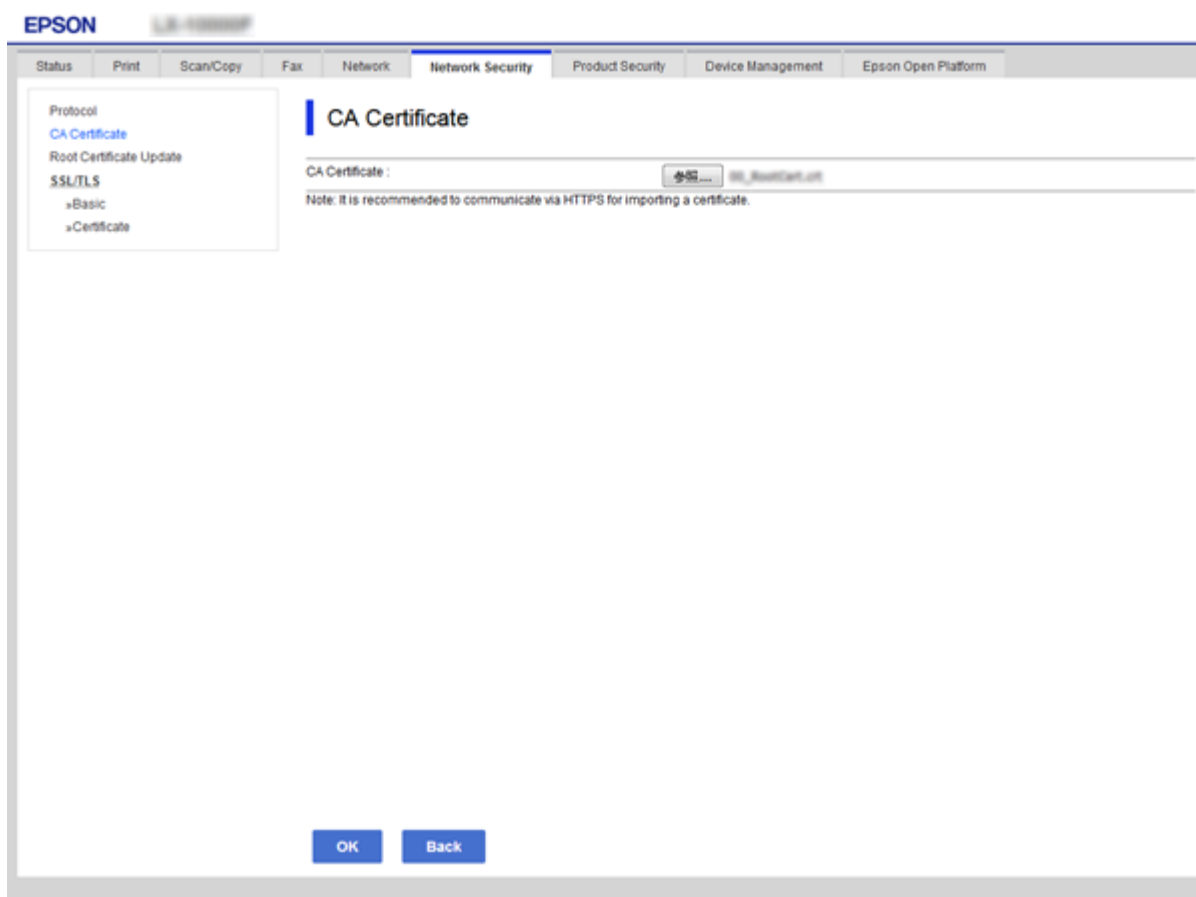 EPSON
Status Print Scan/Copy Fax Network Network Security Product Security Device Management Epson Open Platform
Protocol
CA Certificate
Root Certificate Update
SSL/TLS
»Basic
»Certificate
CA Certificate
CA Certificate :
参照...
Note: It is recommended to communicate via HTTPS for importing a certificate.
OK Back